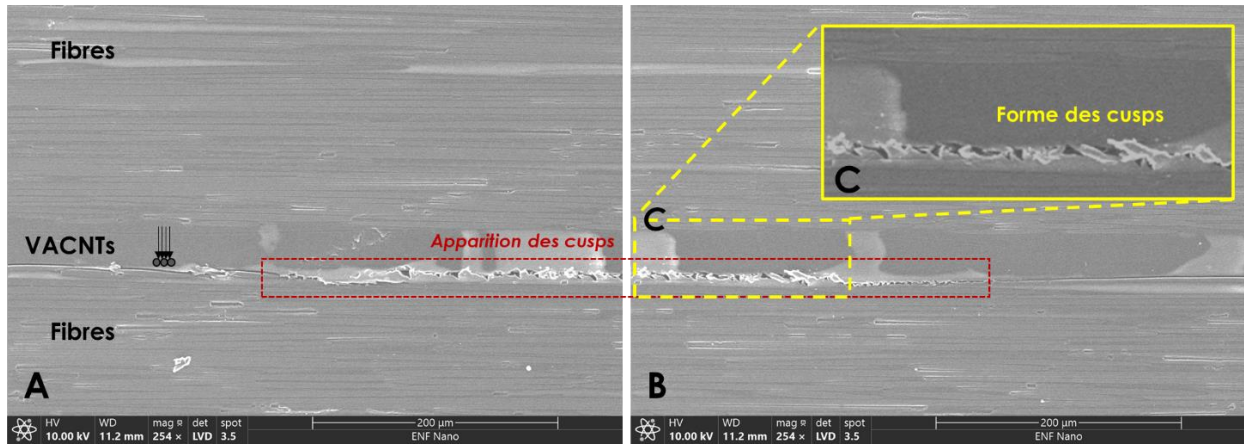 Fibres
VACNTs
Apparition des cusps
Fibres
A
HV WD mag det spot
10.00 kV 11.2 mm 254 × LVD 3.5
200 µm
ENF Nano
Forme des cusps
C
C
B
HV WD mag det spot
10.00 kV 11.2 mm 254 × LVD 3.5
200 µm
ENF Nano